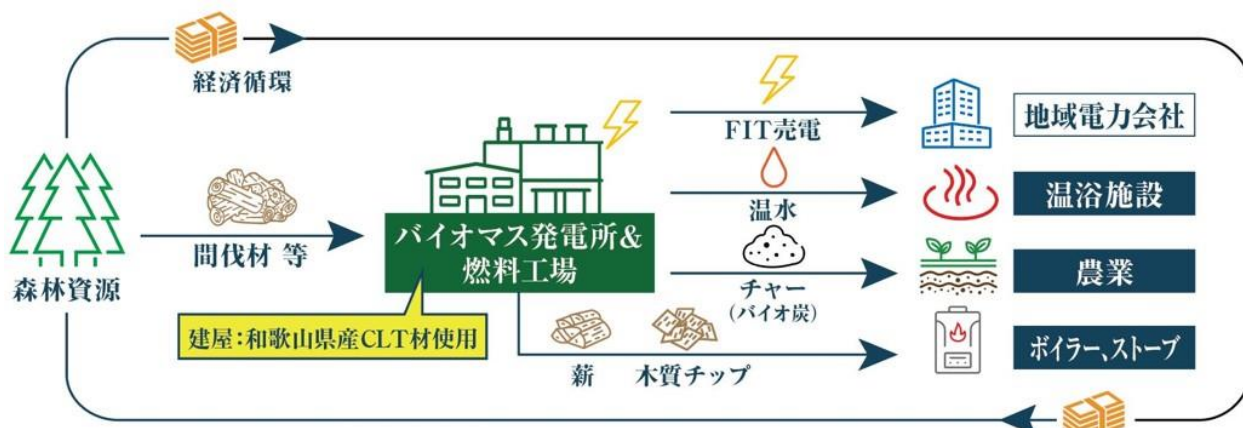 経済循環
森林資源
間伐材 等
バイオマス発電所&
燃料工場
建屋:和歌山県産CLT材使用
FIT売電
地域電力会社
温水
温浴施設
チャー
(バイオ炭)
農業
薪
木質チップ
ボイラー、ストーブ